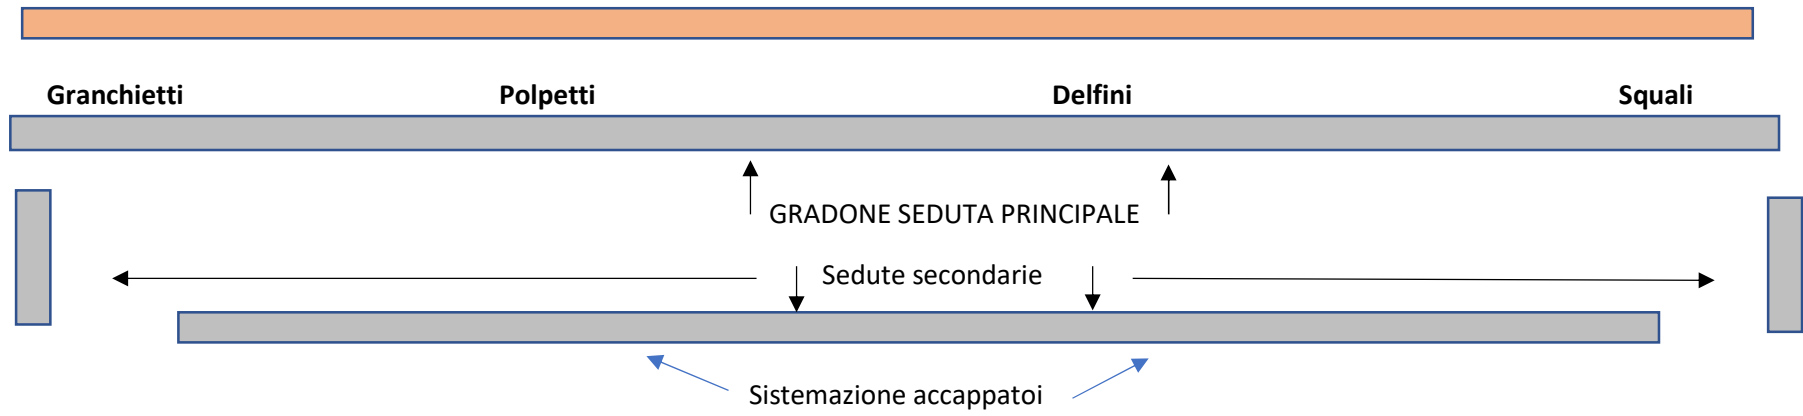 Granchietti Polpetti Delfini Squali
GRADONE SEDUTA PRINCIPALE
Sedute secondarie
Sistemazione accappatoi